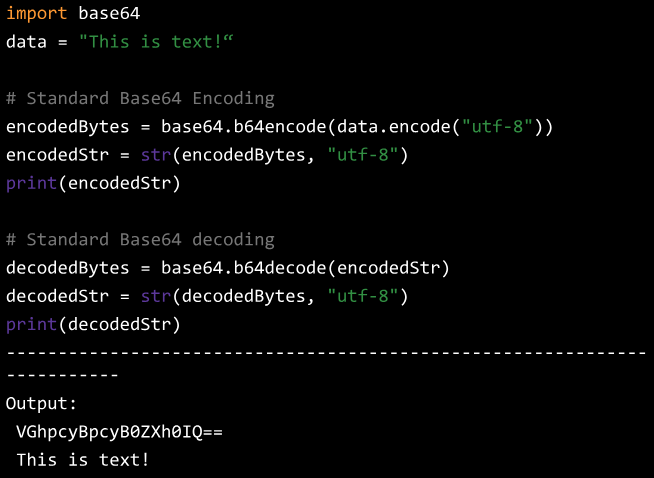 import base64
data = "This is text!“
# Standard Base64 Encoding
encodedBytes = base64.b64encode(data.encode("utf-8"))
encodedStr = str(encodedBytes, "utf-8")
print(encodedStr)
# Standard Base64 decoding
decodedBytes = base64.b64decode(encodedStr)
decodedStr = str(decodedBytes, "utf-8")
print(decodedStr)
--------------------------------------------------------------
-----------
Output:
VGhpcyBpcyB0ZXh0IQ==
This is text!